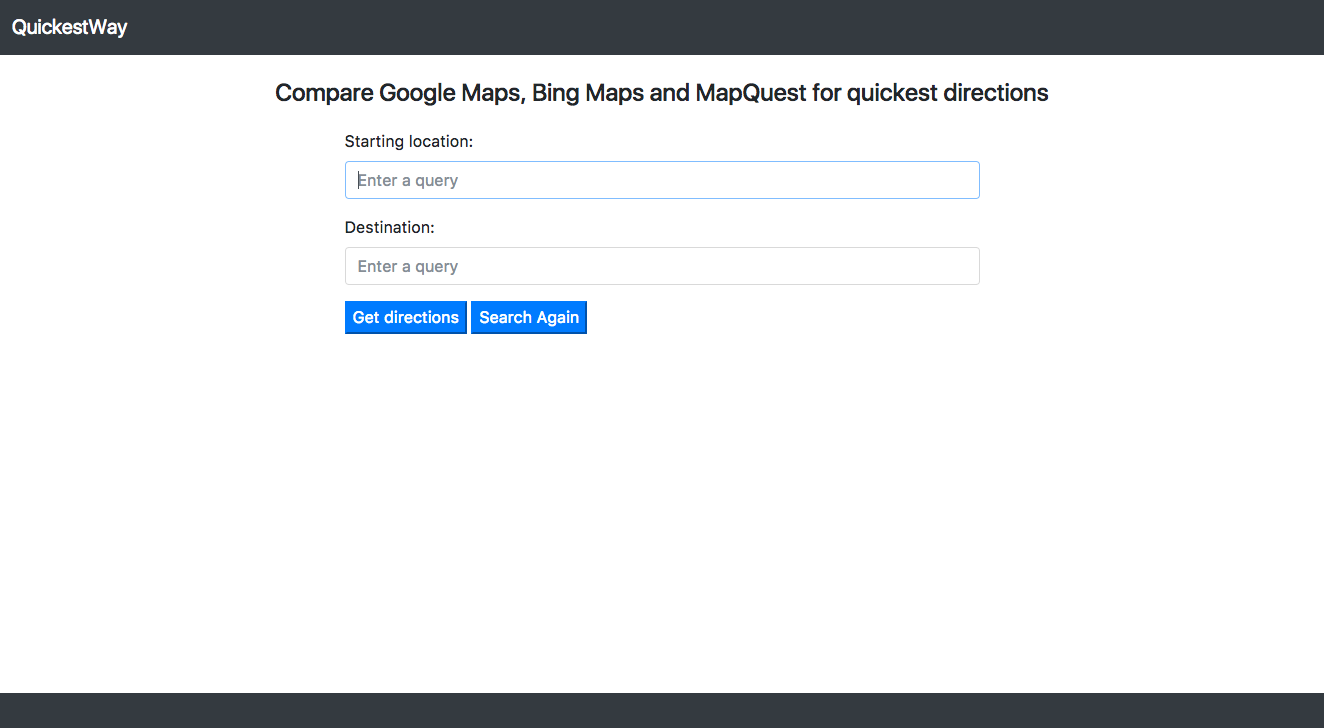 QuickestWay
Compare Google Maps, Bing Maps and MapQuest for quickest directions
Starting location:
Enter a query
Destination:
Enter a query
Get directions Search Again